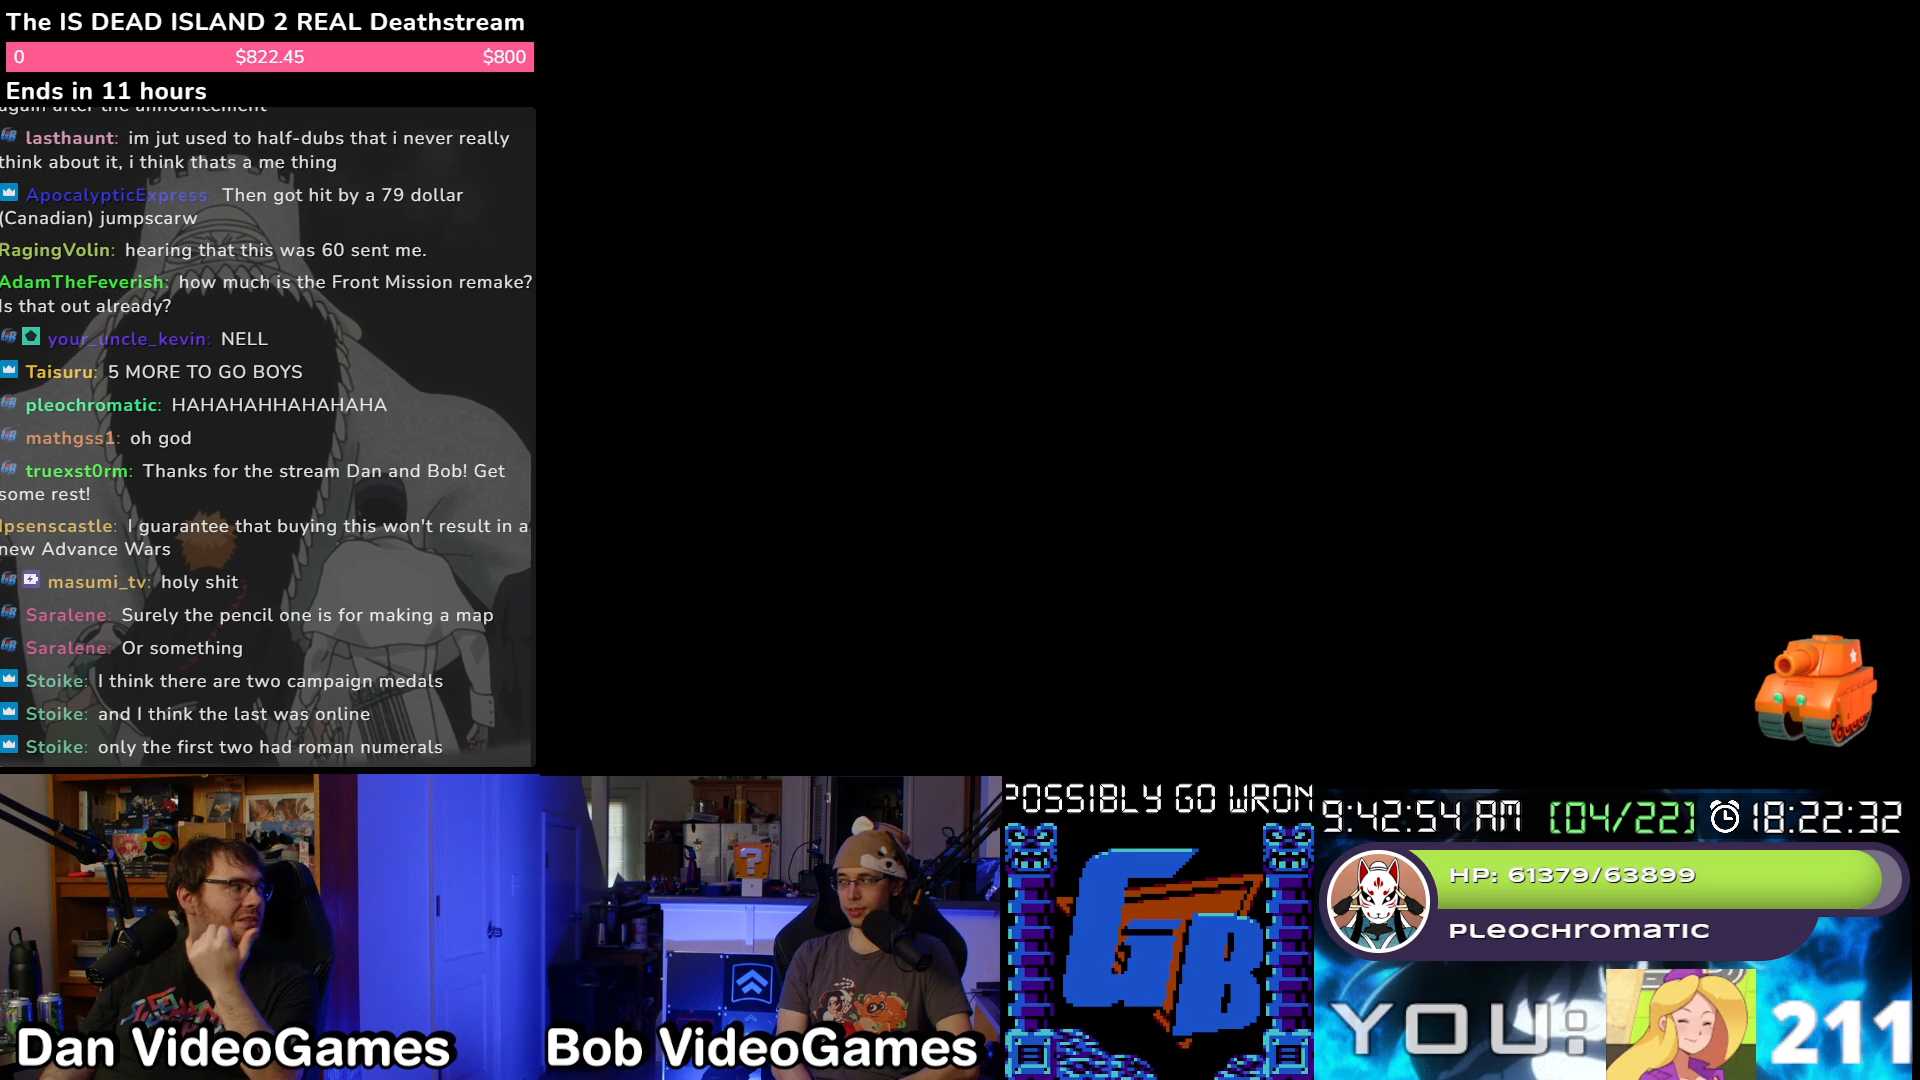 The IS DEAD ISLAND 2 REAL Deathstream
0 $822.45 $800
Ends in 11 hours
again after the announcement
lasthaunt: im jut used to half-dubs that i never really
think about it, i think thats a me thing
ApocalypticExpress: Then got hit by a 79 dollar
(Canadian) jumpscarw
RagingVolin: hearing that this was 60 sent me.
AdamTheFeverish: how much is the Front Mission remake?
Is that out already?
your_uncle_kevin: NELL
Taisuru: 5 MORE TO GO BOYS
pleochromatic: HAHAHAHHAHAHAHA
mathgss1: oh god
truexst0rm: Thanks for the stream Dan and Bob! Get
some rest!
Ipsenscastle: I guarantee that buying this won't result in a
new Advance Wars
masumi_tv: holy shit
Saralene: Surely the pencil one is for making a map
Saralene: Or something
Stoike: I think there are two campaign medals
Stoike: and I think the last was online
Stoike: only the first two had roman numerals
Dan VideoGames
Bob VideoGames
POSSIBLY GO WRON
GB
9:42:54 AM [04/22] 18:22:32
HP: 61379/63899
PLEOCHROMATIC
YOU: 211